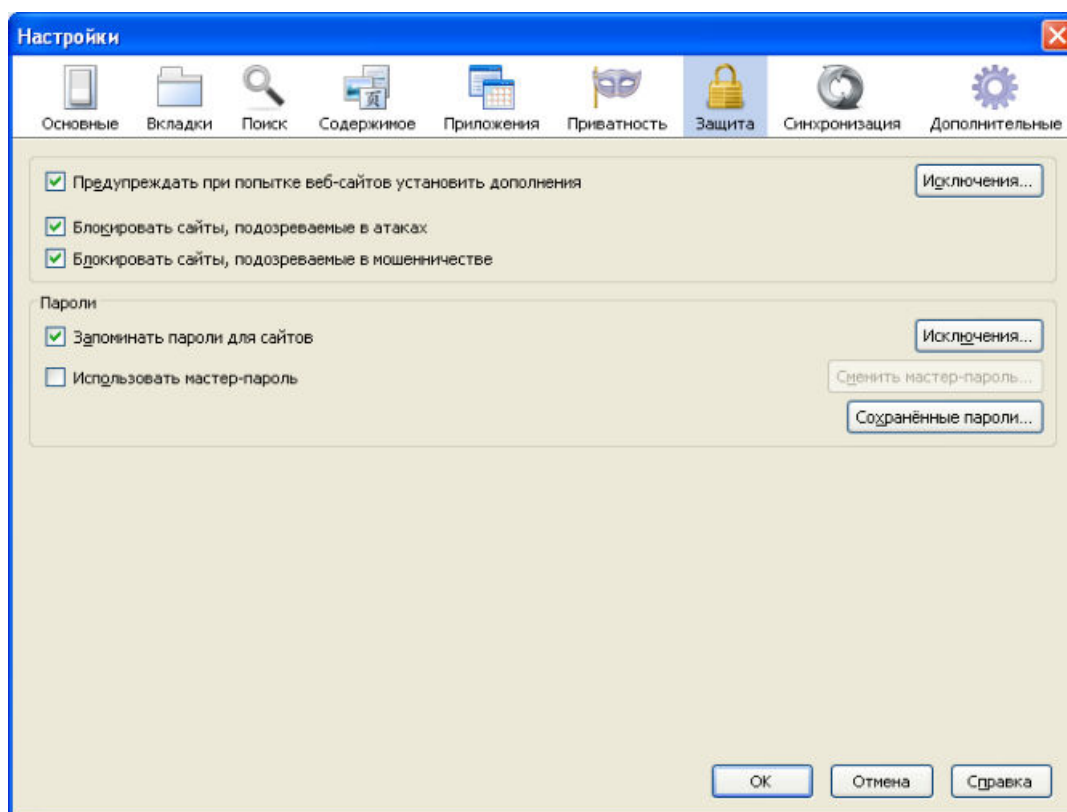 Настройки
Основные Вкладки Поиск Содержимое Приложения Приватность Защита Синхронизация Дополнительные
Предупреждать при попытке веб-сайтов установить дополнения Исключения...
Блокировать сайты, подозреваемые в атаках
Блокировать сайты, подозреваемые в мошенничестве
Пароли
Запоминать пароли для сайтов Исключения...
Использовать мастер-пароль Сменить мастер-пароль...
Сохранённые пароли...
ОК Отмена Справка